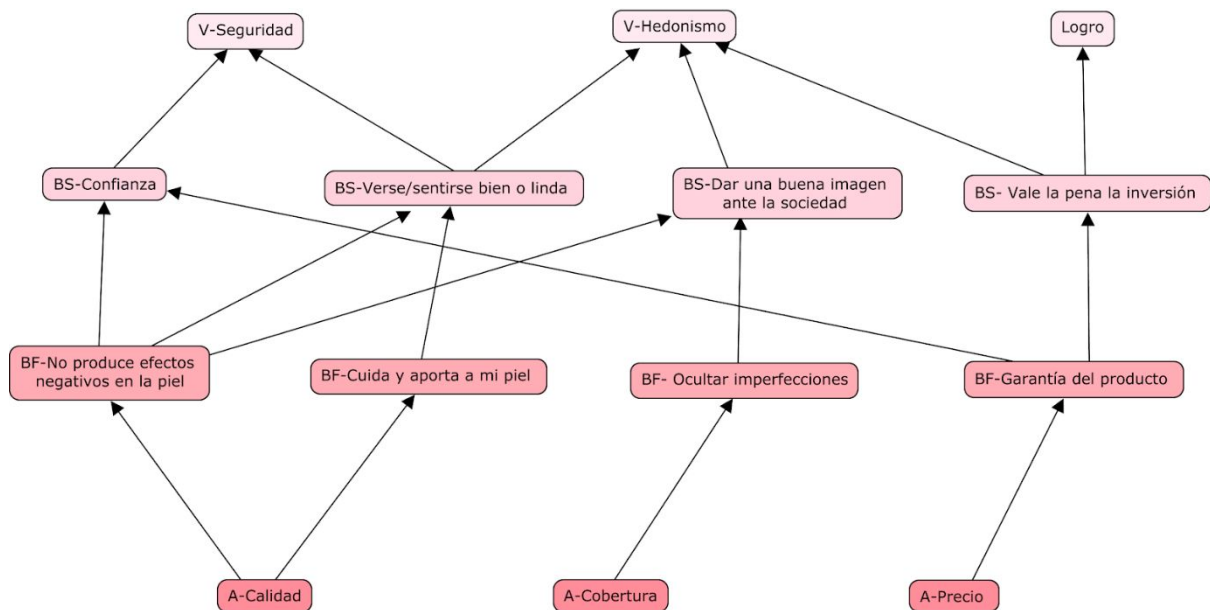 V-Seguridad
V-Hedonismo
Logro
BS-Confianza
BS-Verse/sentirse bien o linda
BS-Dar una buena imagen
ante la sociedad
BS- Vale la pena la inversión
BF-No produce efectos
negativos en la piel
BF-Cuida y aporta a mi piel
BF- Ocultar imperfecciones
BF-Garantía del producto
A-Calidad
A-Cobertura
A-Precio